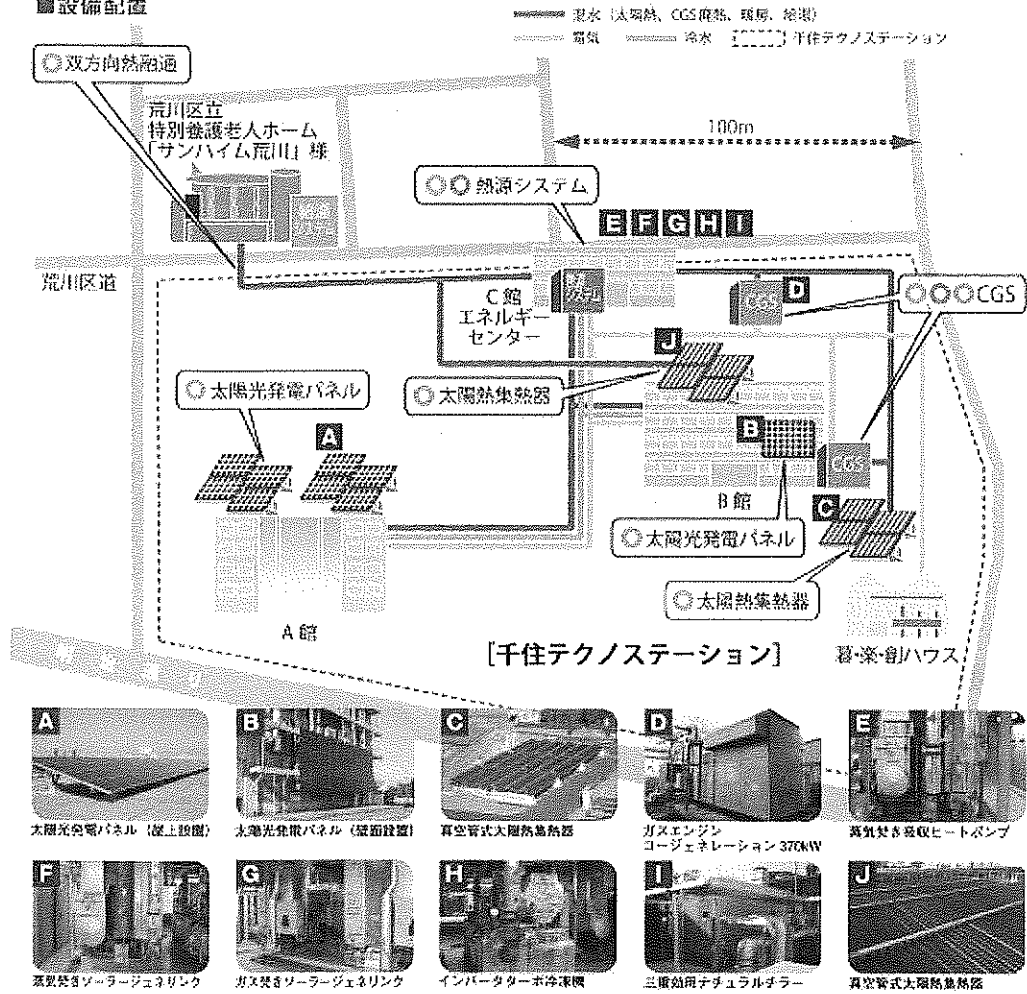 ■設備配置
温水（太陽熱、CGS廃熱、暖房、給湯）
電気 冷水 千住テクノステーション
双方向熱融通
荒川区立
特別養護老人ホーム
「サンハイム荒川」様
100m
熱源システム
E F G H I
荒川区道
C館
エネルギー
センター
D
CGS
CGS
J
太陽光発電パネル
太陽熱集熱器
A
B
CGS
B館
C
太陽光発電パネル
太陽熱集熱器
A館
[千住テクノステーション]
暮・楽・創ハウス
A
太陽光発電パネル（屋上設置）
B
太陽光発電パネル（壁面設置）
C
真空管式太陽熱集熱器
D
ガスエンジン
コージェネレーション 370kW
E
蒸気焚き吸収ヒートポンプ
F
蒸気焚きソーラージェネリンク
G
ガス焚きソーラージェネリンク
H
インバーターターボ冷凍機
I
三重効用ナチュラルチラー
J
真空管式太陽熱集熱器